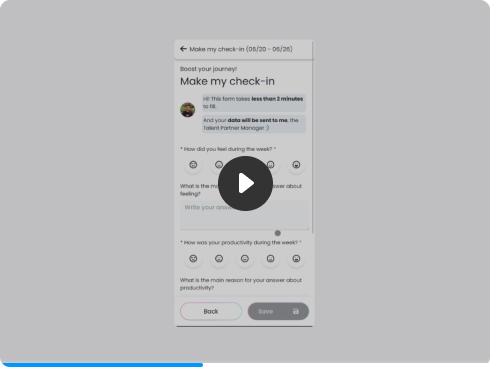 Make my check-in (06/20 - 06/26)
Boost your journey!
Make my check-in
Hi! This form takes less than 2 minutes
to fill.
And your data will be sent to me, the
Talent Partner Manager :)
* How did you feel during the week? *
What is the ma swer about
feeling?
Write your answ
* How was your productivity during the week? *
What is the main reason for your answer about
productivity?
Back
Save